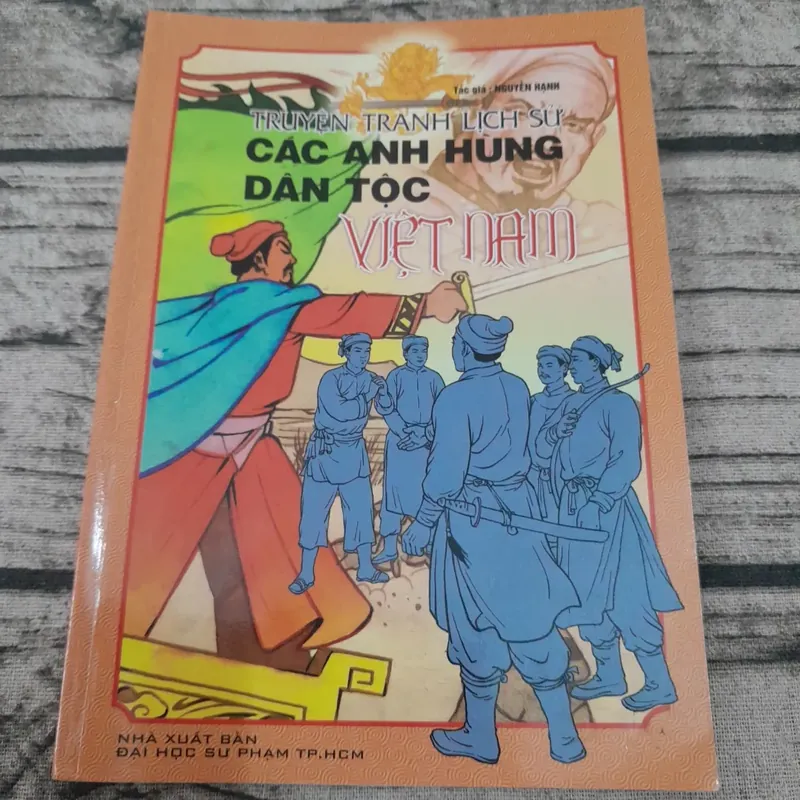 Tác giả : NGUYỄN HẠNH
TRUYỆN TRANH LỊCH SỬ
CÁC ANH HÙNG
DÂN TỘC
VIỆT NAM
NHÀ XUẤT BẢN
ĐẠI HỌC SƯ PHẠM TP.HCM